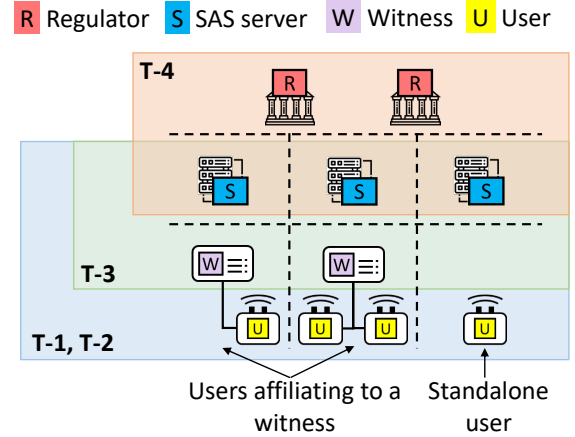 R Regulator S SAS server W Witness U User
T-4
R R
S S S
W W
T-3
U U U U
T-1, T-2
Users affiliating to a
witness
Standalone
user